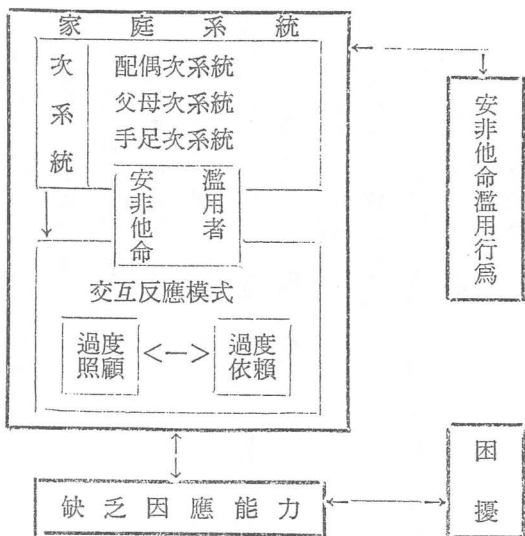 家庭系統
次系統
配偶次系統
父母次系統
手足次系統
安非他命
濫用者
交互反應模式
過度
照顧
<—>
過度
依賴
安非他命濫用行為
缺乏因應能力
困擾